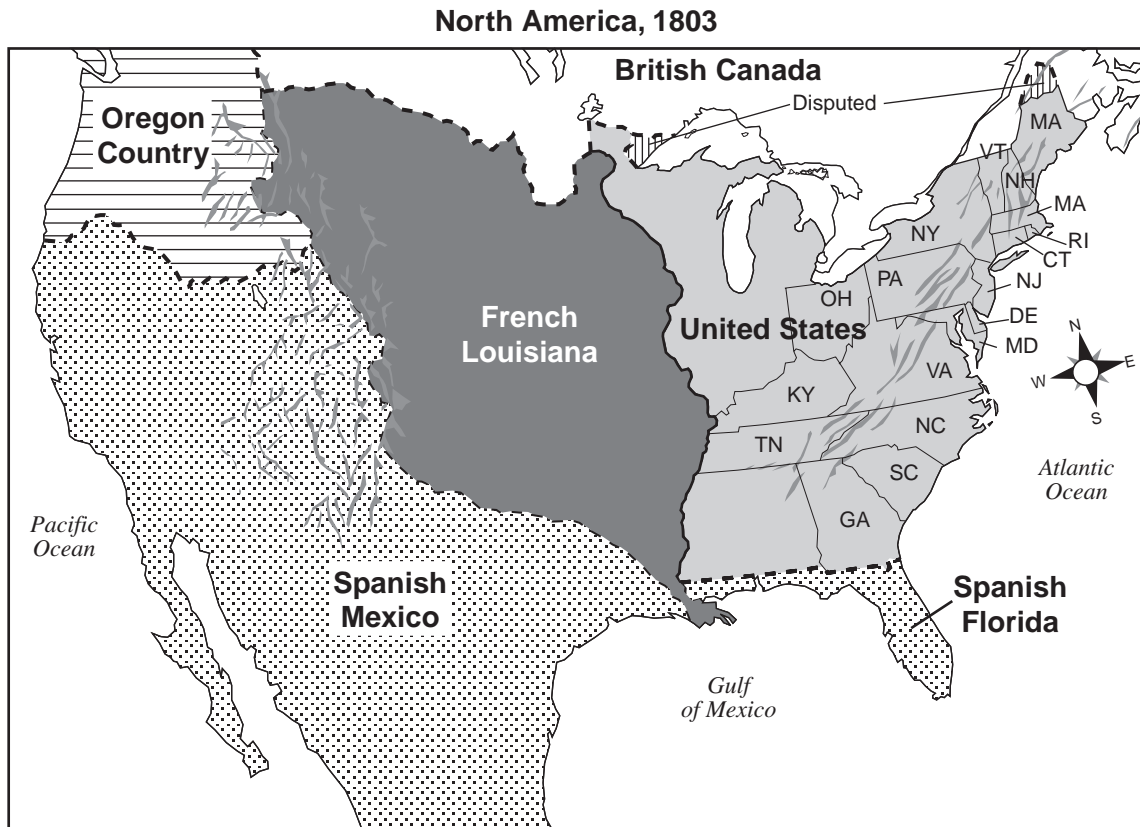 North America, 1803
British Canada
Disputed
Oregon
Country
MA
VT
NH
MA
RI
CT
NY
NJ
PA
OH
DE
MD
French
Louisiana
United States
N
E
W
S
VA
KY
NC
TN
SC
Atlantic
Ocean
GA
Pacific
Ocean
Spanish
Mexico
Spanish
Florida
Gulf
of Mexico